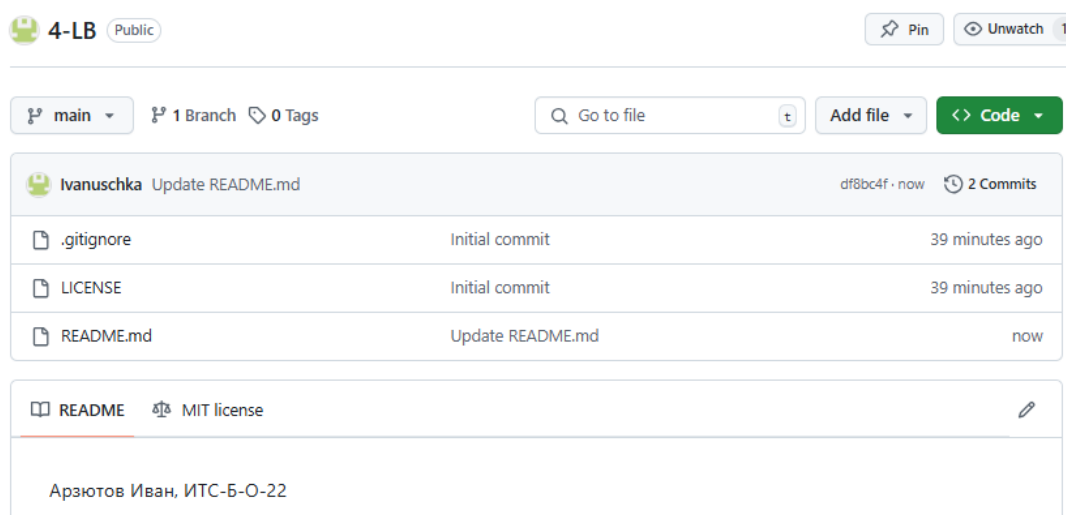 4-LB Public Pin Unwatch 1
main 1 Branch 0 Tags Go to file t Add file Code
Ivanuschka Update README.md df8bc4f · now 2 Commits
.gitignore Initial commit 39 minutes ago
LICENSE Initial commit 39 minutes ago
README.md Update README.md now
README MIT license
Арзютов Иван, ИТС-Б-О-22